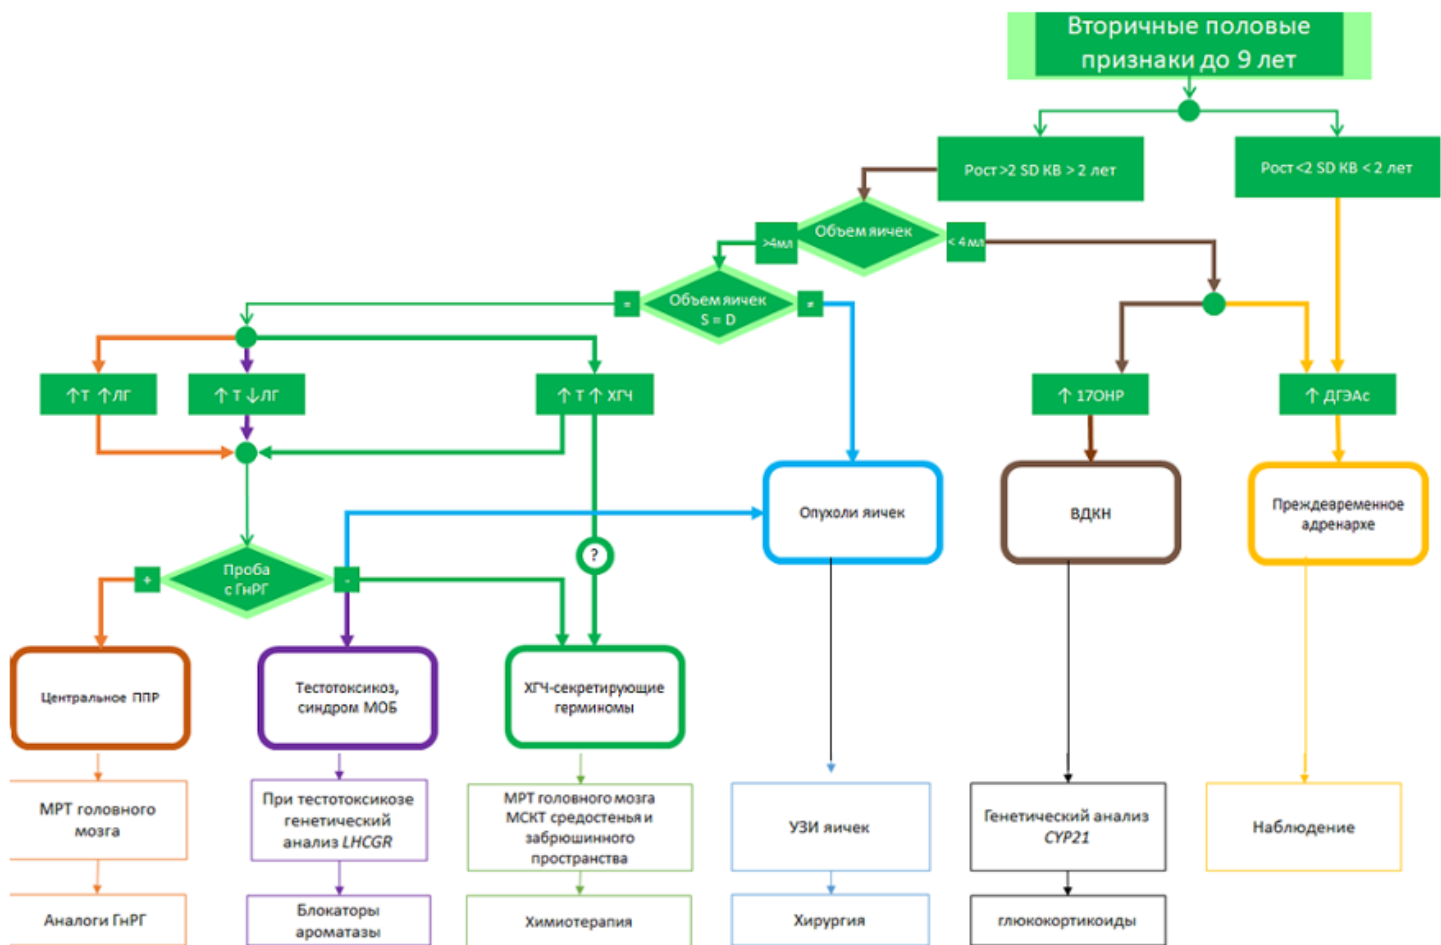 Вторичные половые
признаки до 9 лет
Рост >2 SD КВ > 2 лет
Рост<2 SD КВ < 2 лет
Объем яичек
>4мл
< 4 мл
Объем яичек
S = D
=
≠
↑Т ↑ЛГ
↑ Т ↓ЛГ
↑ Т ↑ ХГЧ
↑ 17ОНР
↑ ДГЭАс
Опухоли яичек
ВДКН
Преждевременное
адренархе
?
Проба
с ГнРГ
+
-
Центральное ППР
Тестотоксикоз,
синдром МОБ
ХГЧ-секретирующие
герминомы
МРТ головного
мозга
При тестотоксикозе
генетический
анализ LHCGR
МРТ головного мозга
МСКТ средостенья и
забрюшинного
пространства
УЗИ яичек
Генетический анализ
CYP21
Наблюдение
Аналоги ГнРГ
Блокаторы
ароматазы
Химиотерапия
Хирургия
глюкокортикоиды